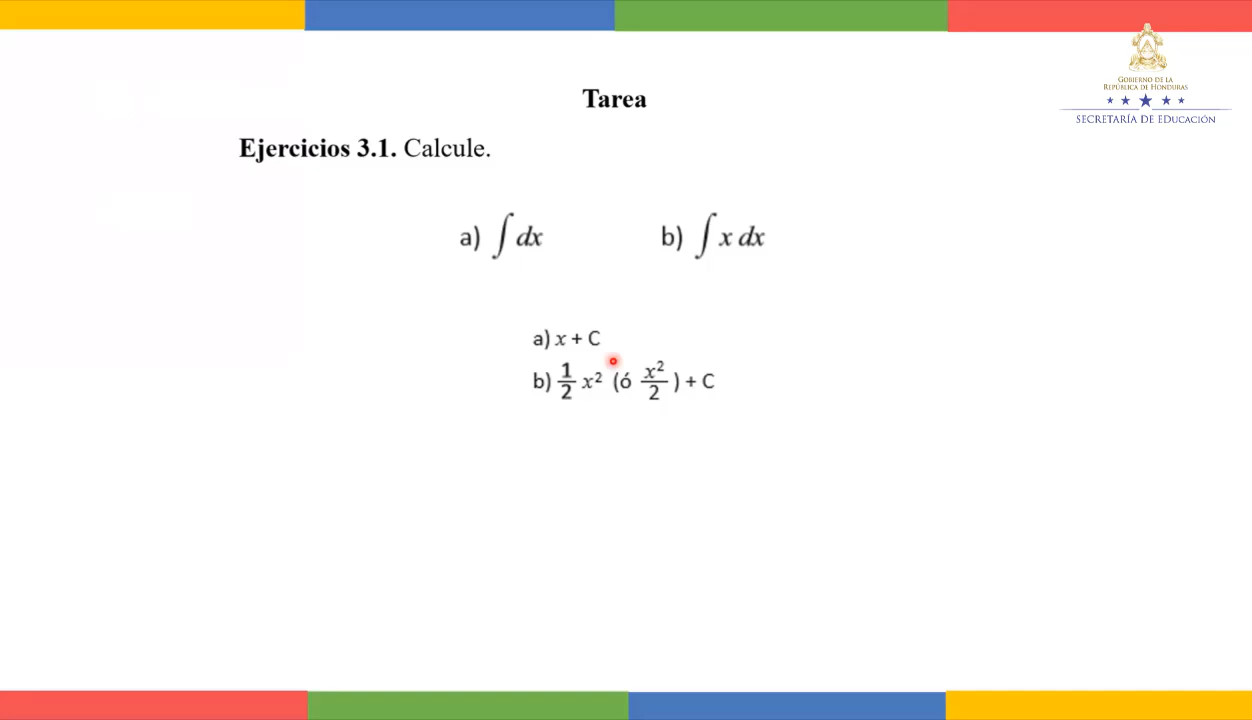 GOBIERNO DE LA
REPÚBLICA DE HONDURAS
SECRETARÍA DE EDUCACIÓN
Tarea
Ejercicios 3.1. Calcule.
a) ∫ dx b) ∫ x dx
a) x + C
b) 1/2 x² (ó x²/2 ) + C